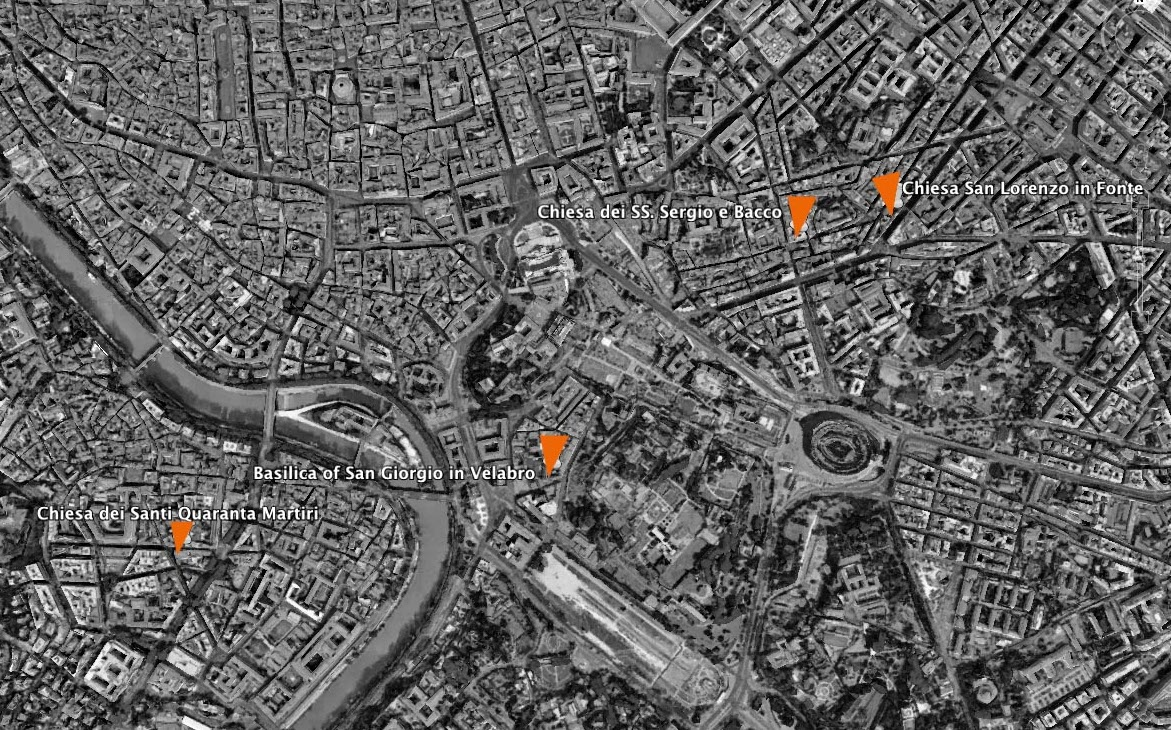 Chiesa San Lorenzo in Fonte
Chiesa dei SS. Sergio e Bacco
Basilica of San Giorgio in Velabro
Chiesa dei Santi Quaranta Martiri